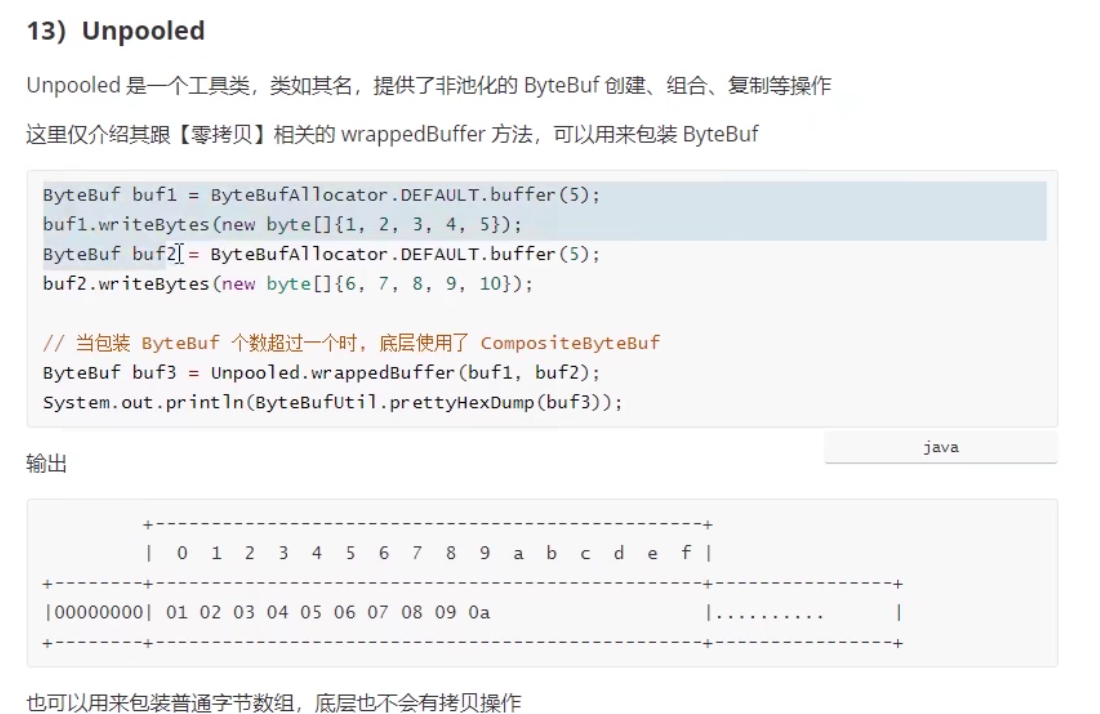 13）Unpooled
Unpooled 是一个工具类，类如其名，提供了非池化的 ByteBuf 创建、组合、复制等操作
这里仅介绍其跟【零拷贝】相关的 wrappedBuffer 方法，可以用来包装 ByteBuf
ByteBuf buf1 = ByteBufAllocator.DEFAULT.buffer(5);
buf1.writeBytes(new byte[]{1, 2, 3, 4, 5});
ByteBuf buf2 = ByteBufAllocator.DEFAULT.buffer(5);
buf2.writeBytes(new byte[]{6, 7, 8, 9, 10});
// 当包装 ByteBuf 个数超过一个时，底层使用了 CompositeByteBuf
ByteBuf buf3 = Unpooled.wrappedBuffer(buf1, buf2);
System.out.println(ByteBufUtil.prettyHexDump(buf3));
java
输出
         +-------------------------------------------------+
         |  0  1  2  3  4  5  6  7  8  9  a  b  c  d  e  f |
+--------+-------------------------------------------------+----------------+
|00000000| 01 02 03 04 05 06 07 08 09 0a                   |..........      |
+--------+-------------------------------------------------+----------------+
也可以用来包装普通字节数组，底层也不会有拷贝操作